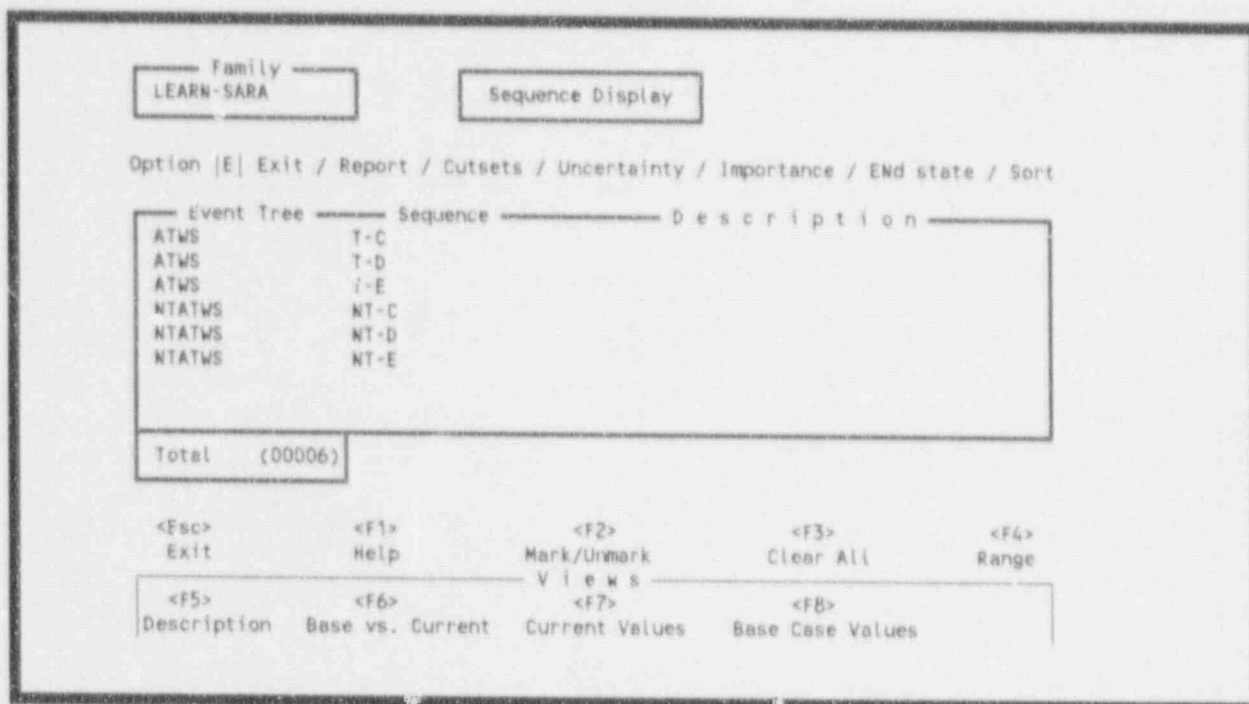 Family
LEARN-SARA
Sequence Display
Option |E| Exit / Report / Cutsets / Uncertainty / Importance / ENd state / Sort
Event Tree Sequence D e s c r i p t i o n
ATWS T-C
ATWS T-D
ATWS i-E
NTATWS NT-C
NTATWS NT-D
NTATWS NT-E
Total (00006)
<Esc> <F1> <F2> <F3> <F4>
Exit Help Mark/Unmark Clear All Range
V i e w s
<F5> <F6> <F7> <F8>
Description Base vs. Current Current Values Base Case Values